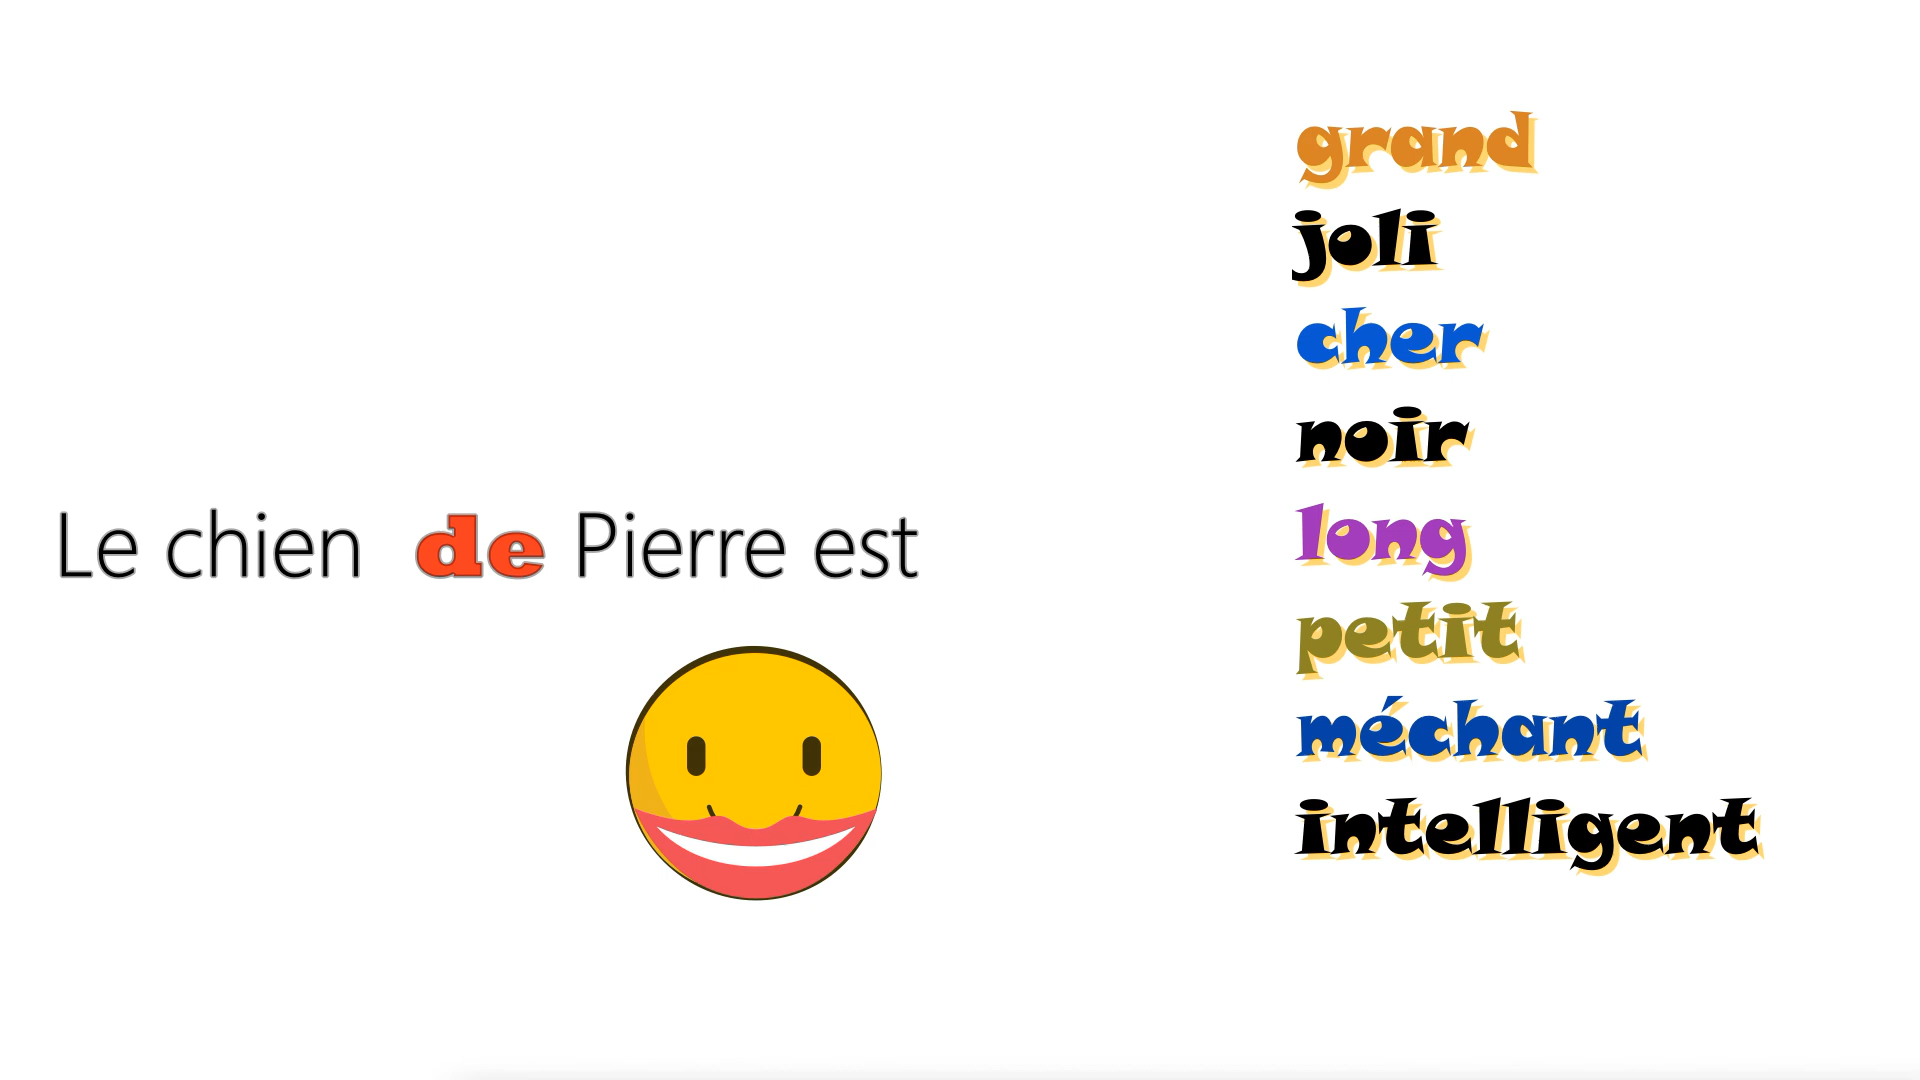 Le chien de Pierre est
grand
joli
cher
noir
long
petit
méchant
intelligent